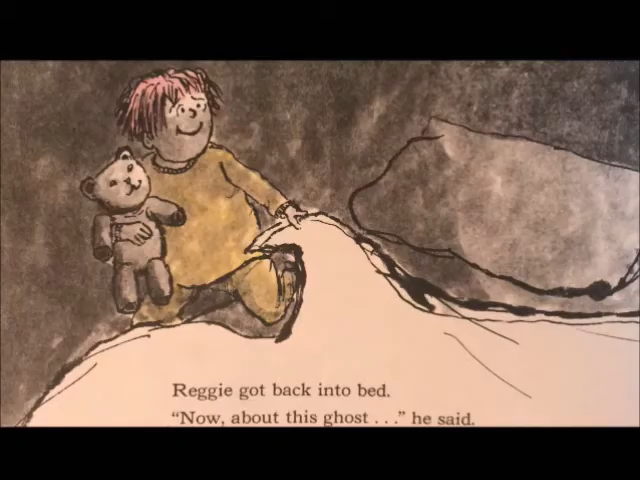 Reggie got back into bed.
“Now, about this ghost . . .” he said.